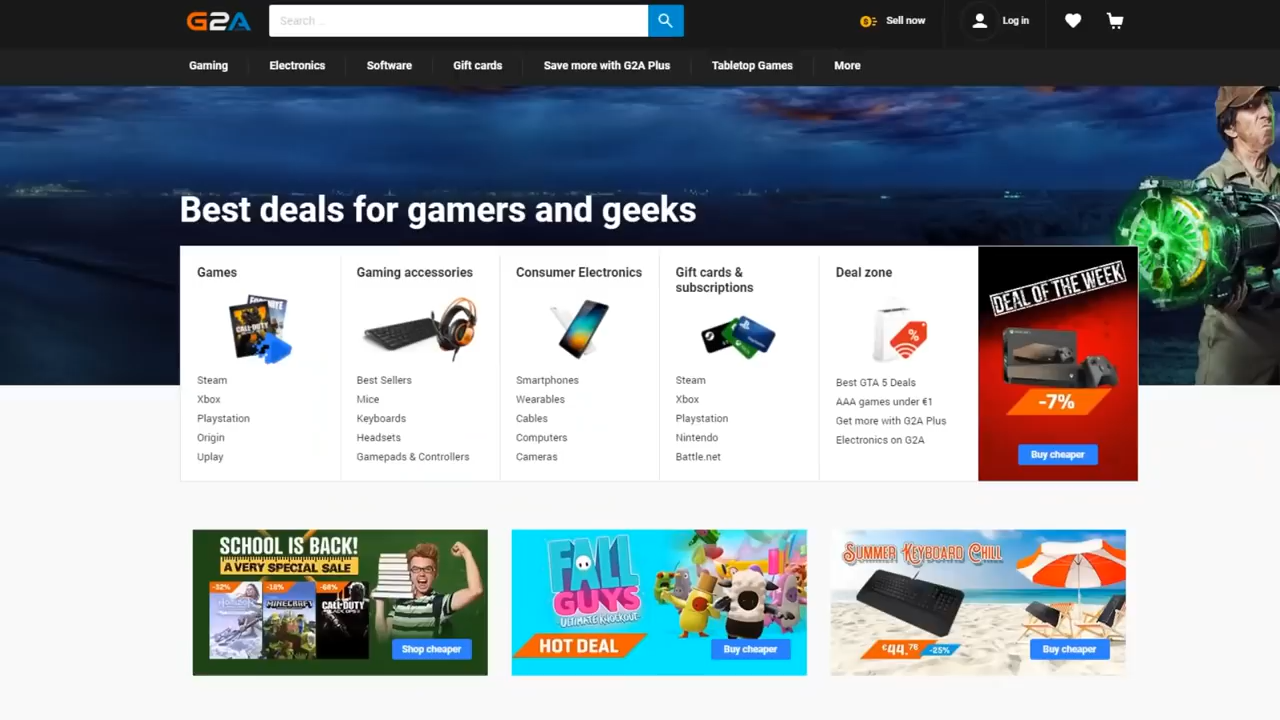 G2A
Search ...
Sell now
Log in
Gaming
Electronics
Software
Gift cards
Save more with G2A Plus
Tabletop Games
More
Best deals for gamers and geeks
Games
Steam
Xbox
Playstation
Origin
Uplay
Gaming accessories
Best Sellers
Mice
Keyboards
Headsets
Gamepads & Controllers
Consumer Electronics
Smartphones
Wearables
Cables
Computers
Cameras
Gift cards &
subscriptions
Steam
Xbox
Playstation
Nintendo
Battle.net
Deal zone
%
Best GTA 5 Deals
AAA games under €1
Get more with G2A Plus
Electronics on G2A
DEAL OF THE WEEK
-7%
Buy cheaper
SCHOOL IS BACK!
A VERY SPECIAL SALE
MINECRAFT
CALL·DUTY
Shop cheaper
FALL
GUYS
ULTIMATE KNOCKOUT
HOT DEAL
Buy cheaper
SUMMER KEYBOARD CHILL
€44.78
-25%
Buy cheaper